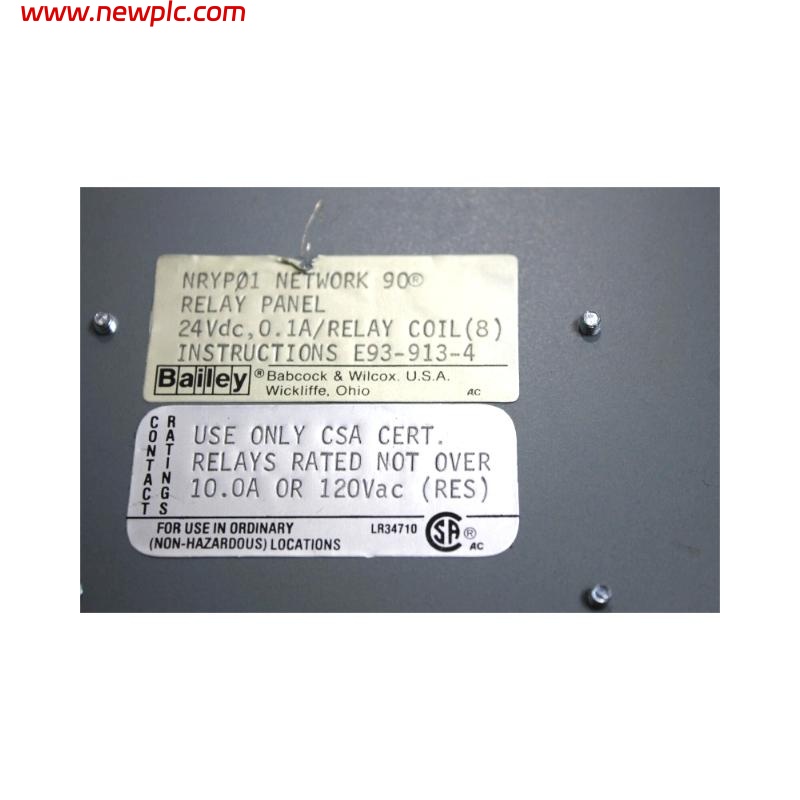 www.newplc.com
NRYPØ1 NETWORK 90®
RELAY PANEL
24Vdc,0.1A/RELAY COIL(8)
INSTRUCTIONS E93-913-4
Bailey ® Babcock & Wilcox. U.S.A.
Wickliffe, Ohio AC
CONTACT RATINGS
USE ONLY CSA CERT.
RELAYS RATED NOT OVER
10.0A OR 120Vac (RES)
FOR USE IN ORDINARY
(NON-HAZARDOUS) LOCATIONS
LR34710 CSA ® AC